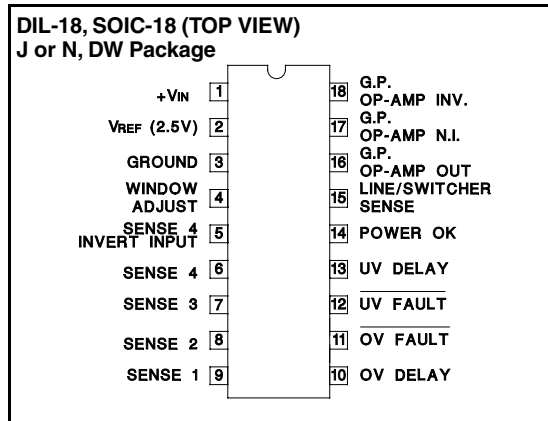 DIL-18, SOIC-18 (TOP VIEW)
J or N, DW Package
+VIN 1
VREF (2.5V) 2
GROUND 3
WINDOW
ADJUST 4
SENSE 4
INVERT INPUT 5
SENSE 4 6
SENSE 3 7
SENSE 2 8
SENSE 1 9
18 G.P.
OP-AMP INV.
17 G.P.
OP-AMP N.I.
16 G.P.
OP-AMP OUT
15 LINE/SWITCHER
SENSE
14 POWER OK
13 UV DELAY
12 UV FAULT
11 OV FAULT
10 OV DELAY